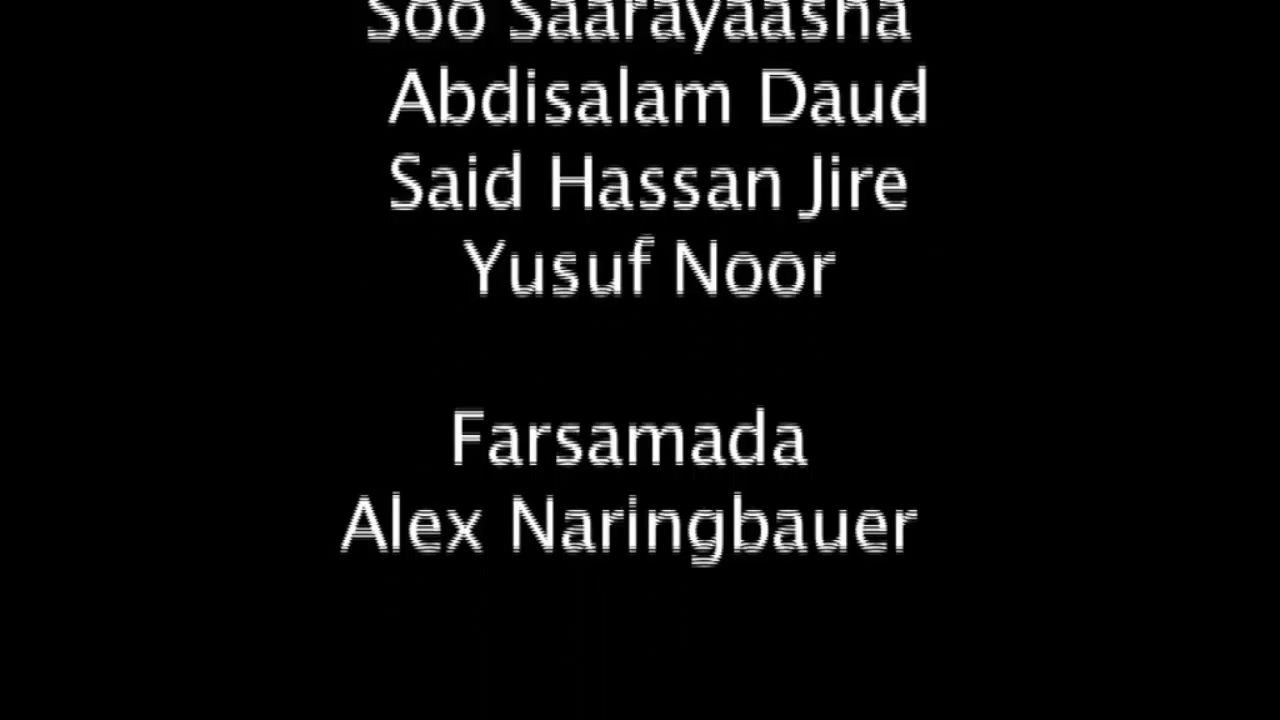 Soo Saarayaasha
Abdisalam Daud
Said Hassan Jire
Yusuf Noor
Farsamada
Alex Naringbauer